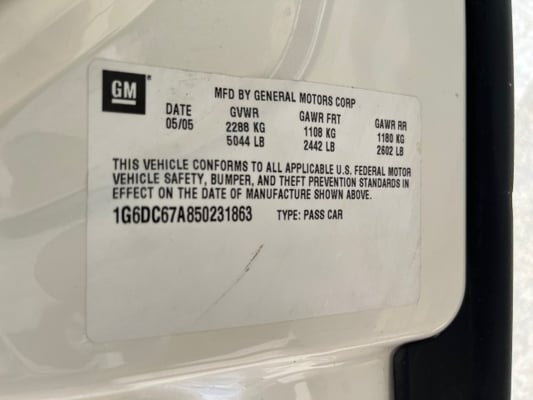 GM
MFD BY GENERAL MOTORS CORP
DATE GVWR GAWR FRT GAWR RR
05/05 2288 KG 1108 KG 1180 KG
5044 LB 2442 LB 2602 LB
THIS VEHICLE CONFORMS TO ALL APPLICABLE U.S. FEDERAL MOTOR
VEHICLE SAFETY, BUMPER, AND THEFT PREVENTION STANDARDS IN
EFFECT ON THE DATE OF MANUFACTURE SHOWN ABOVE.
1G6DC67A850231863 TYPE: PASS CAR